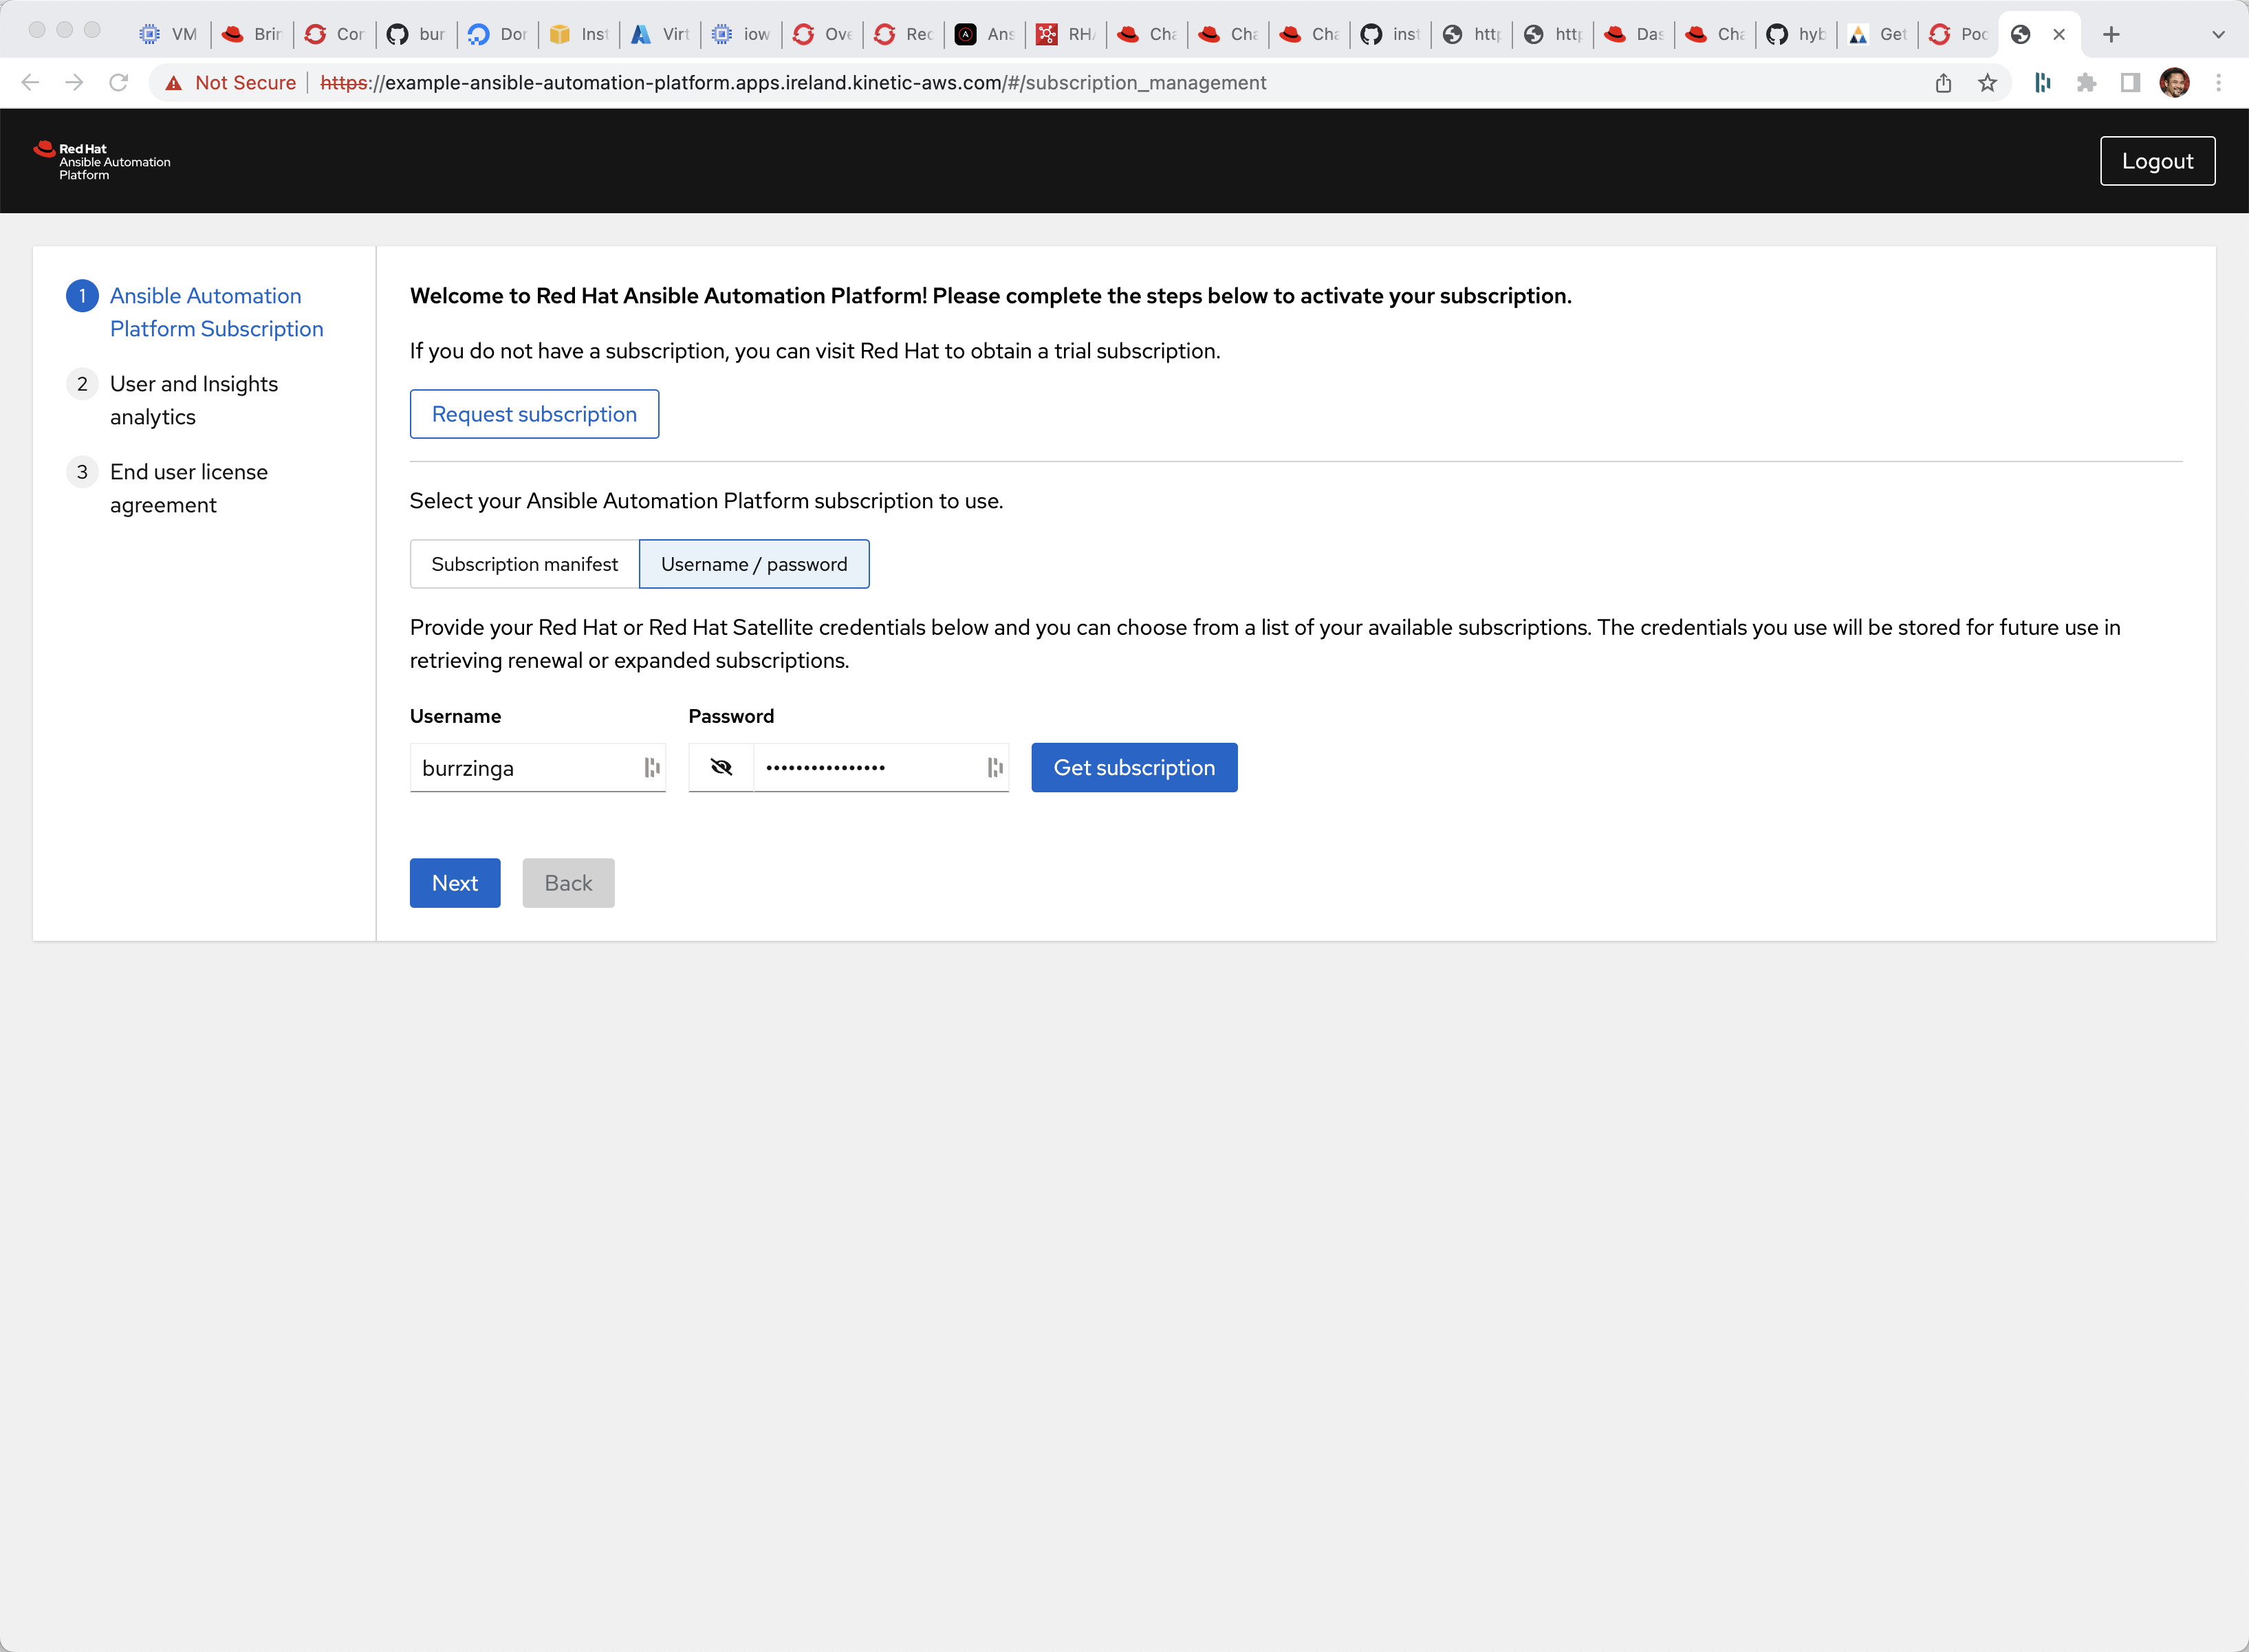 VM
Brin
Cor
bur
Dor
Inst
Virt
iow
Ove
Rec
Ans
RHA
Cha
Cha
Cha
inst
http
http
Das
Cha
hyb
Get
Poc
Not Secure
https://example-ansible-automation-platform.apps.ireland.kinetic-aws.com/#/subscription_management
Red Hat
Ansible Automation
Platform
Logout
1 Ansible Automation
Platform Subscription
2 User and Insights
analytics
3 End user license
agreement
Welcome to Red Hat Ansible Automation Platform! Please complete the steps below to activate your subscription.
If you do not have a subscription, you can visit Red Hat to obtain a trial subscription.
Request subscription
Select your Ansible Automation Platform subscription to use.
Subscription manifest Username / password
Provide your Red Hat or Red Hat Satellite credentials below and you can choose from a list of your available subscriptions. The credentials you use will be stored for future use in
retrieving renewal or expanded subscriptions.
Username Password
burrzinga •••••••••••••••• Get subscription
Next Back